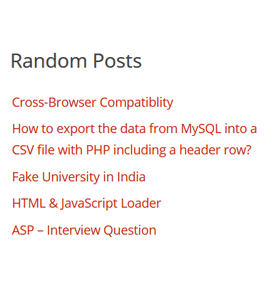 Random Posts
Cross-Browser Compatiblity
How to export the data from MySQL into a
CSV file with PHP including a header row?
Fake University in India
HTML & JavaScript Loader
ASP – Interview Question